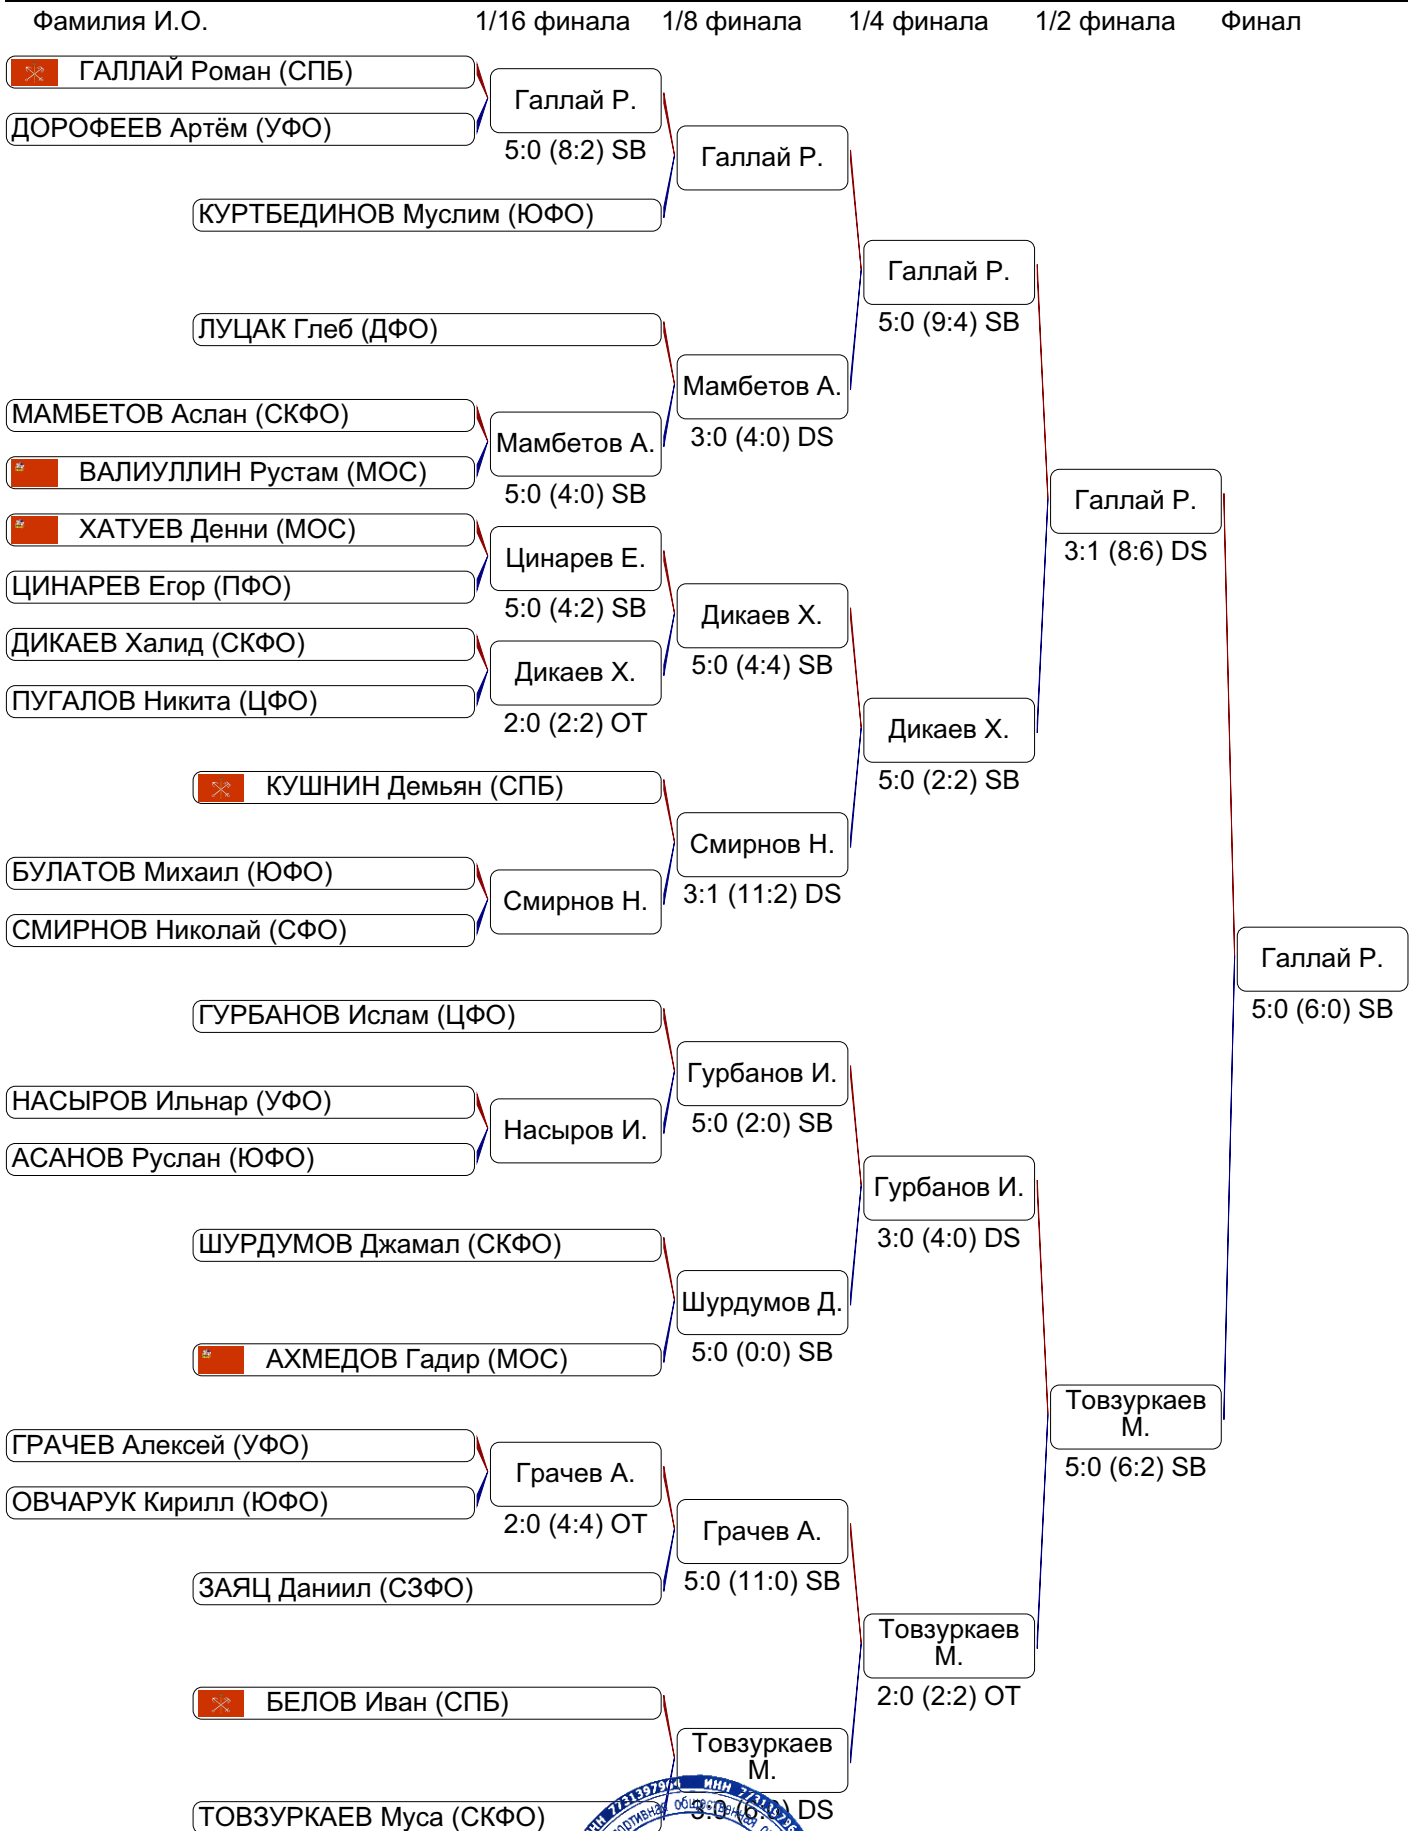 Фамилия И.О. 1/16 финала 1/8 финала 1/4 финала 1/2 финала Финал
ГАЛЛАЙ Роман (СПБ)
Галлай Р.
ДОРОФЕЕВ Артём (УФО)
5:0 (8:2) SB
Галлай Р.
КУРТБЕДИНОВ Муслим (ЮФО)
Галлай Р.
5:0 (9:4) SB
ЛУЦАК Глеб (ДФО)
Мамбетов А.
3:0 (4:0) DS
МАМБЕТОВ Аслан (СКФО)
Мамбетов А.
ВАЛИУЛЛИН Рустам (МОС)
5:0 (4:0) SB
Галлай Р.
3:1 (8:6) DS
ХАТУЕВ Денни (МОС)
Цинарев Е.
ЦИНАРЕВ Егор (ПФО)
5:0 (4:2) SB
Дикаев Х.
5:0 (4:4) SB
ДИКАЕВ Халид (СКФО)
Дикаев Х.
ПУГАЛОВ Никита (ЦФО)
2:0 (2:2) OT
Дикаев Х.
5:0 (2:2) SB
КУШНИН Демьян (СПБ)
Смирнов Н.
3:1 (11:2) DS
БУЛАТОВ Михаил (ЮФО)
Смирнов Н.
СМИРНОВ Николай (СФО)
Галлай Р.
5:0 (6:0) SB
ГУРБАНОВ Ислам (ЦФО)
Гурбанов И.
5:0 (2:0) SB
НАСЫРОВ Ильнар (УФО)
Насыров И.
АСАНОВ Руслан (ЮФО)
Гурбанов И.
3:0 (4:0) DS
ШУРДУМОВ Джамал (СКФО)
Шурдумов Д.
5:0 (0:0) SB
АХМЕДОВ Гадир (МОС)
Товзуркаев
М.
5:0 (6:2) SB
ГРАЧЕВ Алексей (УФО)
Грачев А.
ОВЧАРУК Кирилл (ЮФО)
2:0 (4:4) OT
Грачев А.
5:0 (11:0) SB
ЗАЯЦ Даниил (СЗФО)
Товзуркаев
М.
2:0 (2:2) OT
БЕЛОВ Иван (СПБ)
Товзуркаев
М.
DS
ТОВЗУРКАЕВ Муса (СКФО)
ИНН